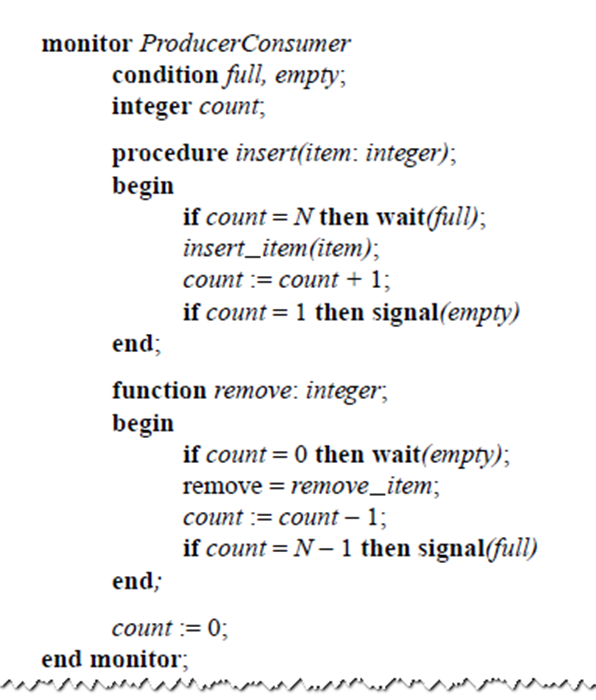 monitor ProducerConsumer
condition full, empty;
integer count;
procedure insert(item: integer);
begin
if count = N then wait(full);
insert_item(item);
count := count + 1;
if count = 1 then signal(empty)
end;
function remove: integer;
begin
if count = 0 then wait(empty);
remove = remove_item;
count := count – 1;
if count = N – 1 then signal(full)
end;
count := 0;
end monitor;